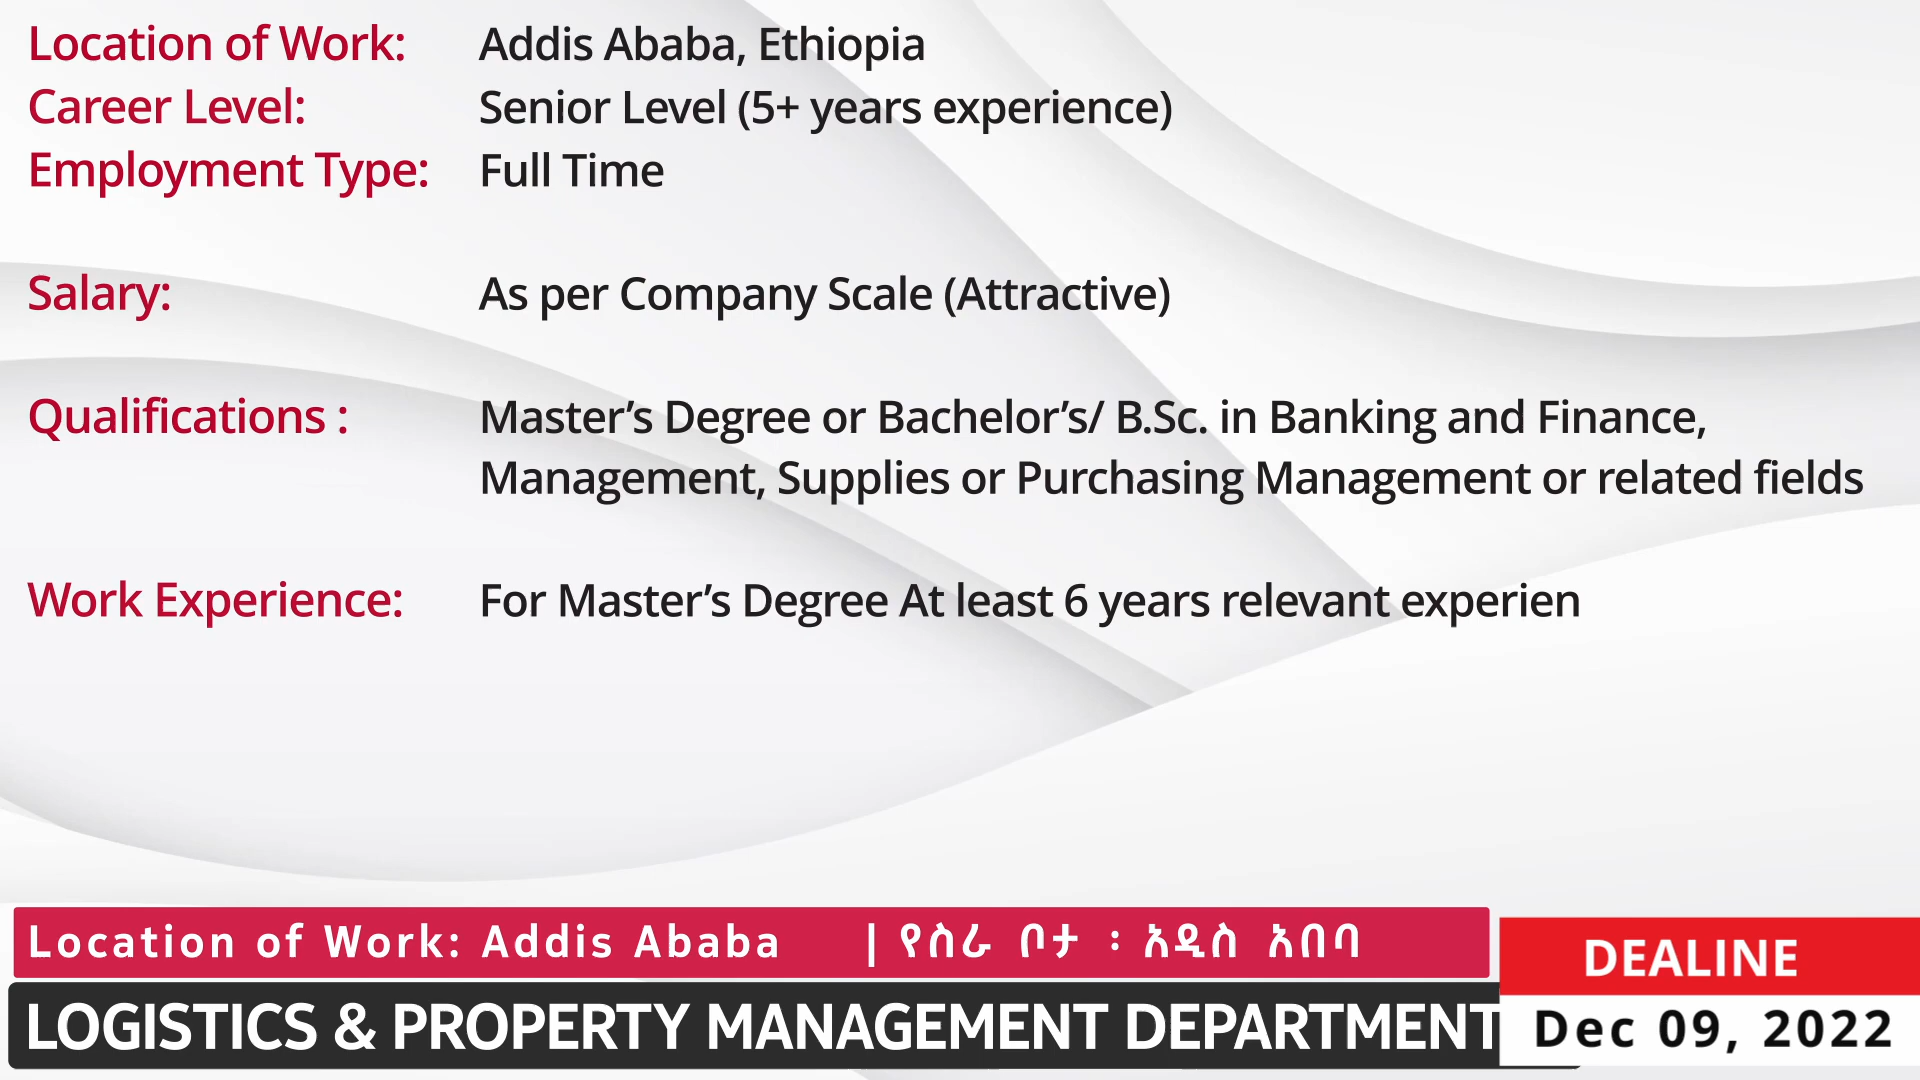 Location of Work: Addis Ababa, Ethiopia
Career Level: Senior Level (5+ years experience)
Employment Type: Full Time
Salary: As per Company Scale (Attractive)
Qualifications : Master’s Degree or Bachelor’s/ B.Sc. in Banking and Finance,
Management, Supplies or Purchasing Management or related fields
Work Experience: For Master’s Degree At least 6 years relevant experien
Location of Work: Addis Ababa | የስራ ቦታ ፡ አዲስ አበባ
LOGISTICS & PROPERTY MANAGEMENT DEPARTMENT
DEALINE
Dec 09, 2022